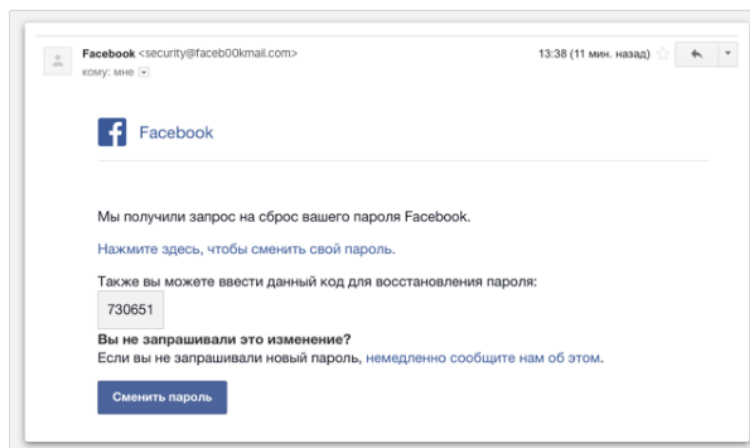 Facebook <security@faceb00kmail.com> 13:38 (11 мин. назад)
кому: мне
Facebook
Мы получили запрос на сброс вашего пароля Facebook.
Нажмите здесь, чтобы сменить свой пароль.
Также вы можете ввести данный код для восстановления пароля:
730651
Вы не запрашивали это изменение?
Если вы не запрашивали новый пароль, немедленно сообщите нам об этом.
Сменить пароль